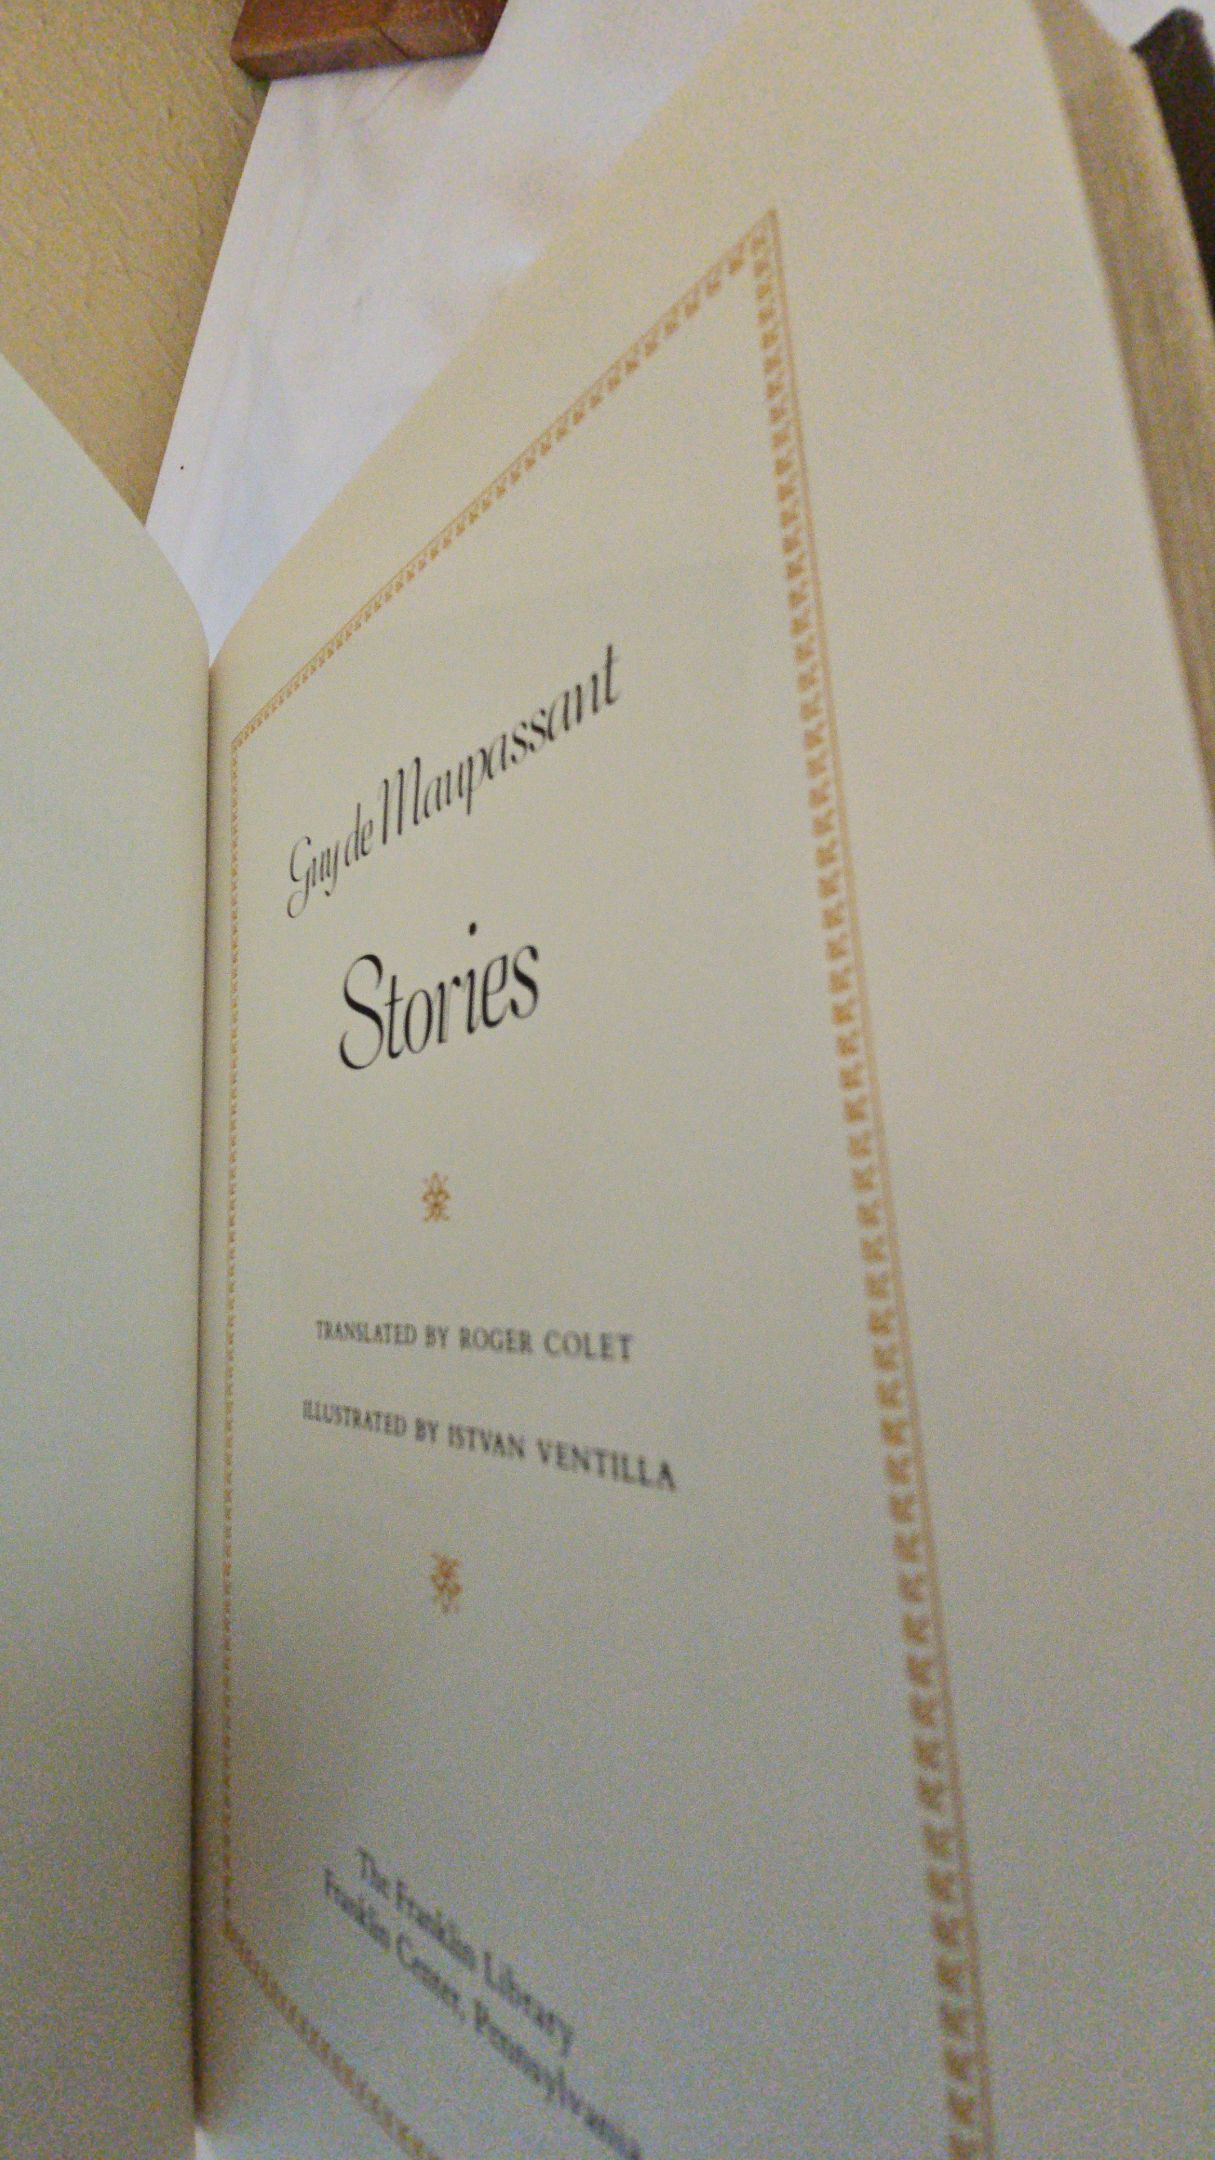 Guy de Maupassant
Stories
TRANSLATED BY ROGER COLET
ILLUSTRATED BY ISTVAN VENTILLA
The Franklin Library
Franklin Center, Pennsylvania